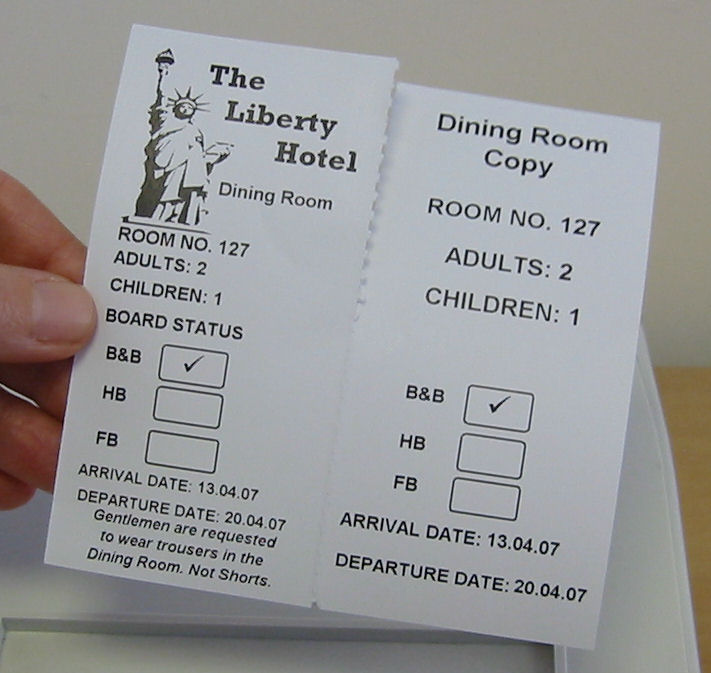 The
Liberty
Hotel
Dining Room
ROOM NO. 127
ADULTS: 2
CHILDREN: 1
BOARD STATUS
B&B ✓
HB
FB
ARRIVAL DATE: 13.04.07
DEPARTURE DATE: 20.04.07
Gentlemen are requested
to wear trousers in the
Dining Room. Not Shorts.
Dining Room
Copy
ROOM NO. 127
ADULTS: 2
CHILDREN: 1
B&B ✓
HB
FB
ARRIVAL DATE: 13.04.07
DEPARTURE DATE: 20.04.07